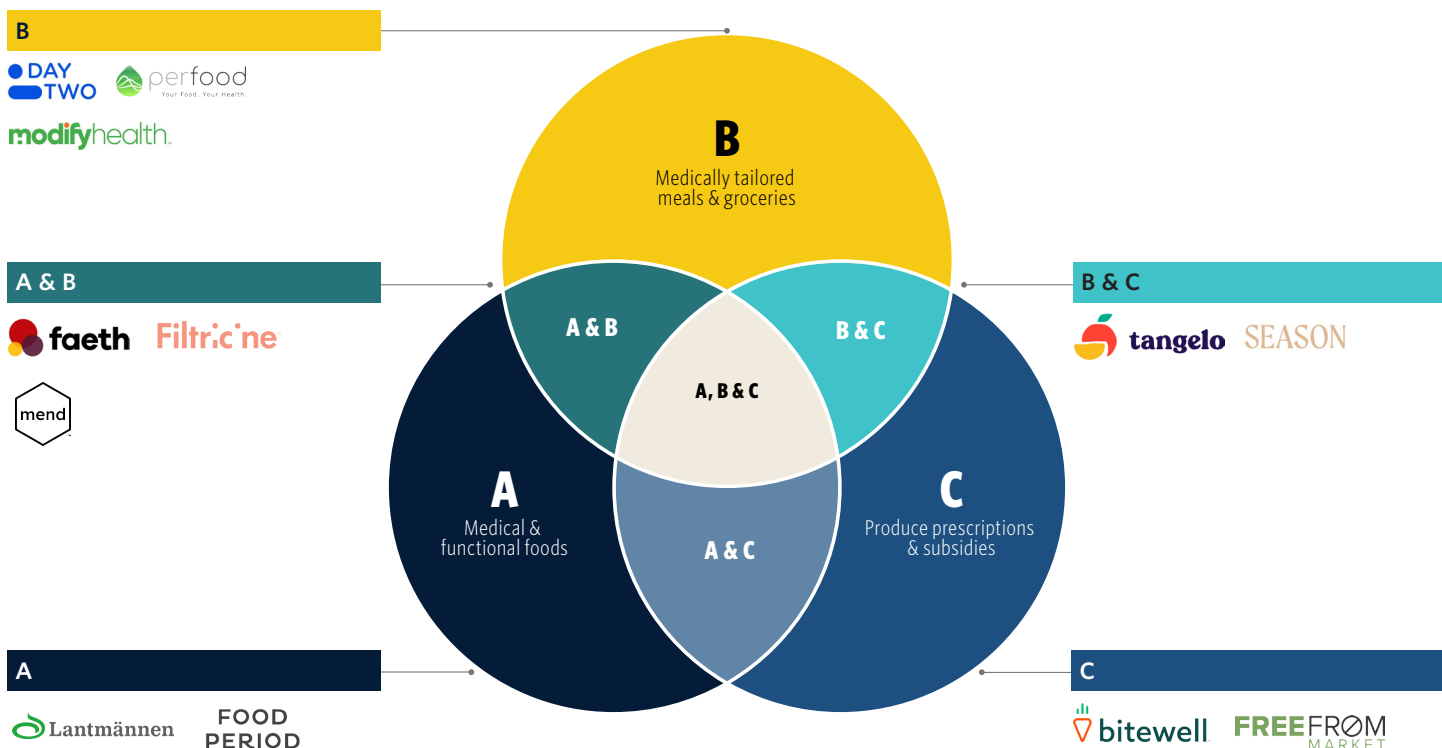 B
DAY
TWO
perfood
Your Food. Your Health.
modifyhealth
B
Medically tailored
meals & groceries
A & B
faeth
Filtricine
mend
B & C
tangelo
SEASON
A & B
B & C
A, B & C
A
Medical &
functional foods
C
Produce prescriptions
& subsidies
A & C
A
Lantmännen
FOOD
PERIOD
C
bitewell
FREEFRØM
MARKET